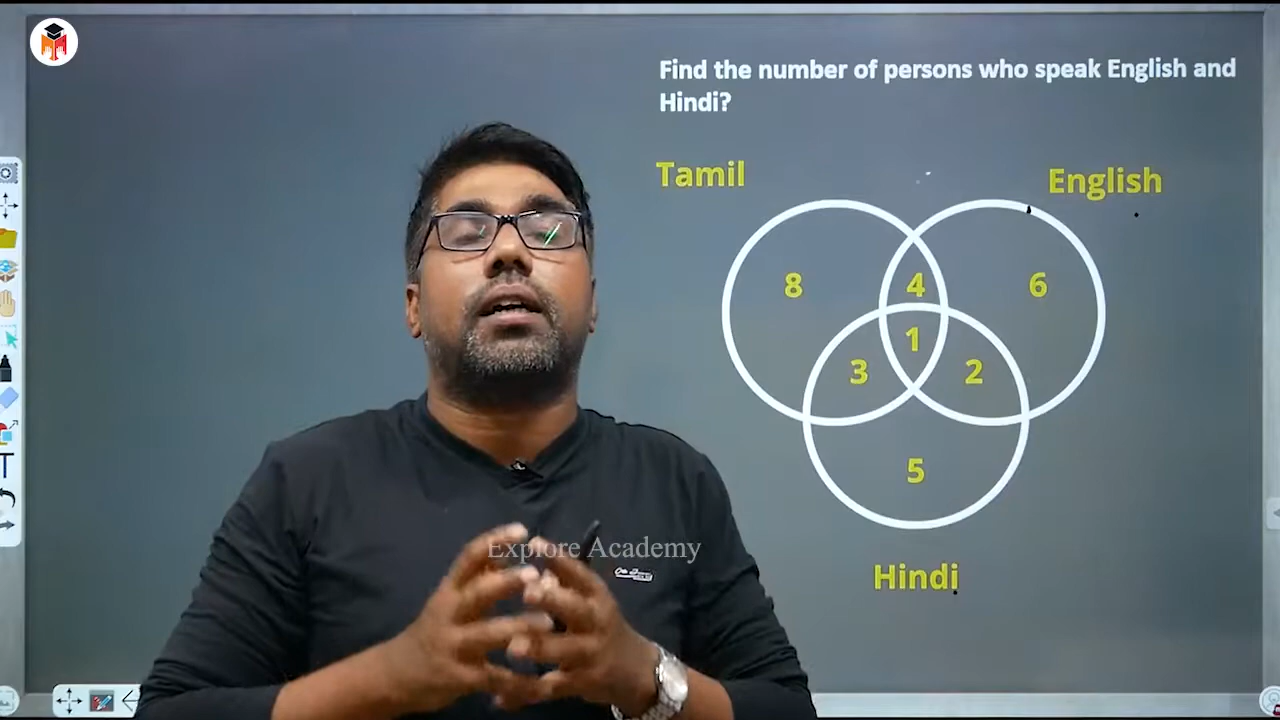 Find the number of persons who speak English and
Hindi?
Tamil
English
8
4
6
1
3
2
5
Explore Academy
Hindi